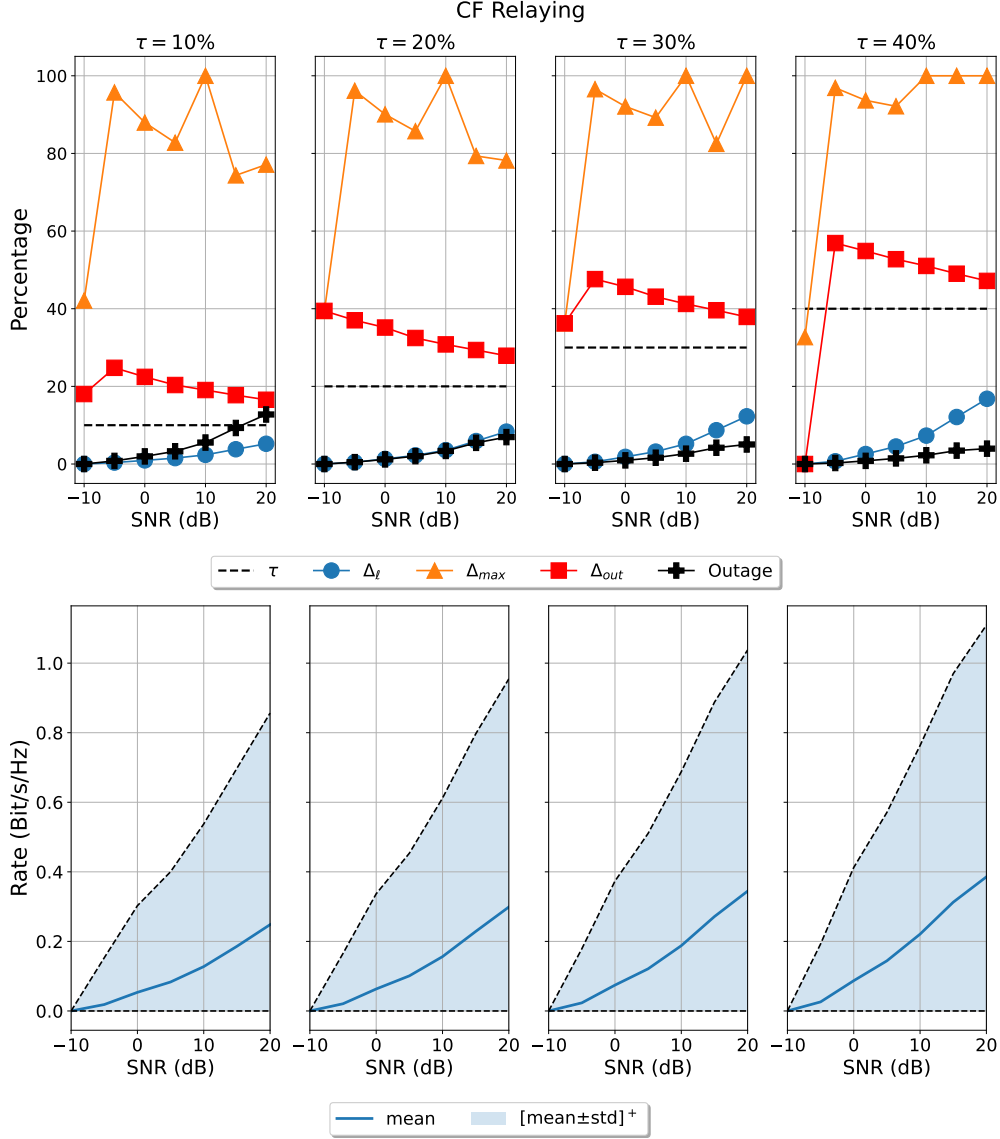 CF Relaying
τ = 10%
τ = 20%
τ = 30%
τ = 40%
Percentage
100
80
60
40
20
0
−10 0 10 20
−10 0 10 20
−10 0 10 20
−10 0 10 20
SNR (dB)
SNR (dB)
SNR (dB)
SNR (dB)
τ Δℓ Δmax Δout Outage
Rate (Bit/s/Hz)
1.0
0.8
0.6
0.4
0.2
0.0
−10 0 10 20
−10 0 10 20
−10 0 10 20
−10 0 10 20
SNR (dB)
SNR (dB)
SNR (dB)
SNR (dB)
mean [mean±std]⁺